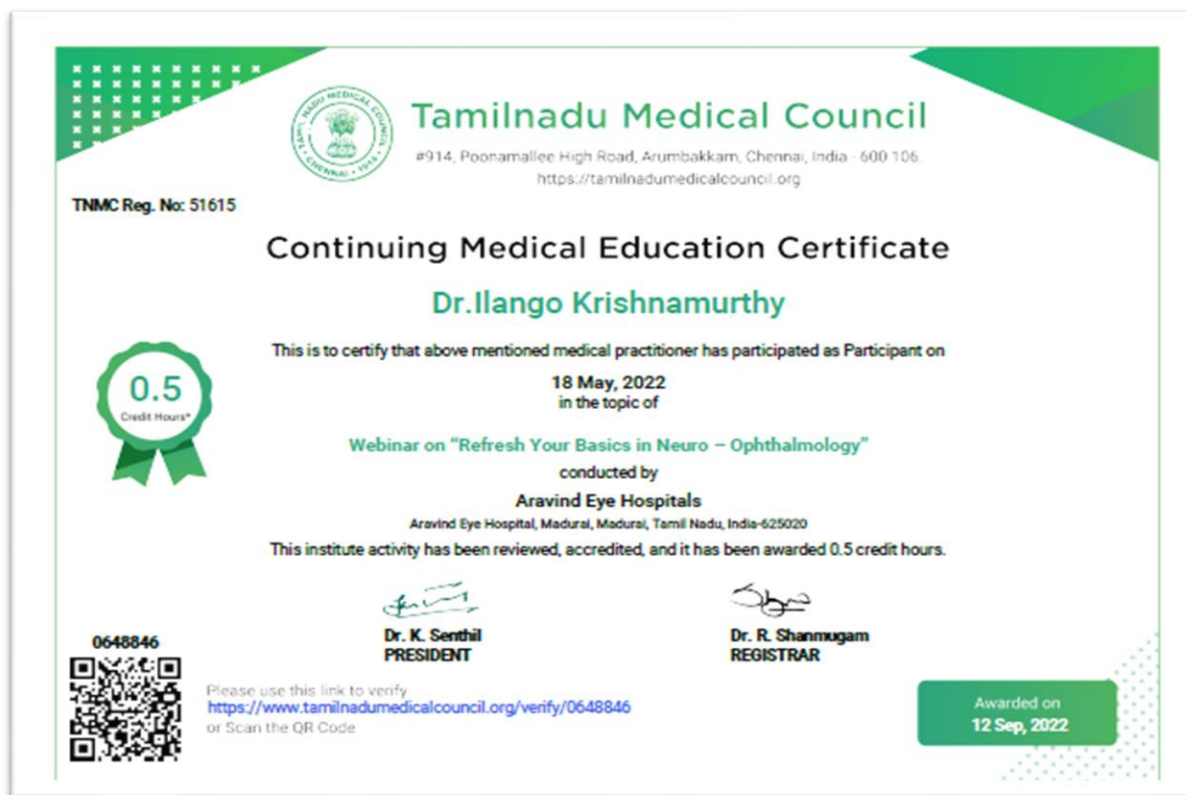 TAMIL NADU MEDICAL COUNCIL
CHENNAI • 1914
Tamilnadu Medical Council
#914, Poonamallee High Road, Arumbakkam, Chennai, India - 600 106.
https://tamilnadumedicalcouncil.org
TNMC Reg. No: 51615
Continuing Medical Education Certificate
Dr.Ilango Krishnamurthy
This is to certify that above mentioned medical practitioner has participated as Participant on
0.5
Credit Hours*
18 May, 2022
in the topic of
Webinar on “Refresh Your Basics in Neuro – Ophthalmology”
conducted by
Aravind Eye Hospitals
Aravind Eye Hospital, Madurai, Madurai, Tamil Nadu, India-625020
This institute activity has been reviewed, accredited, and it has been awarded 0.5 credit hours.
Dr. K. Senthil
PRESIDENT
Dr. R. Shanmugam
REGISTRAR
0648846
Please use this link to verify
https://www.tamilnadumedicalcouncil.org/verify/0648846
or Scan the QR Code
Awarded on
12 Sep, 2022